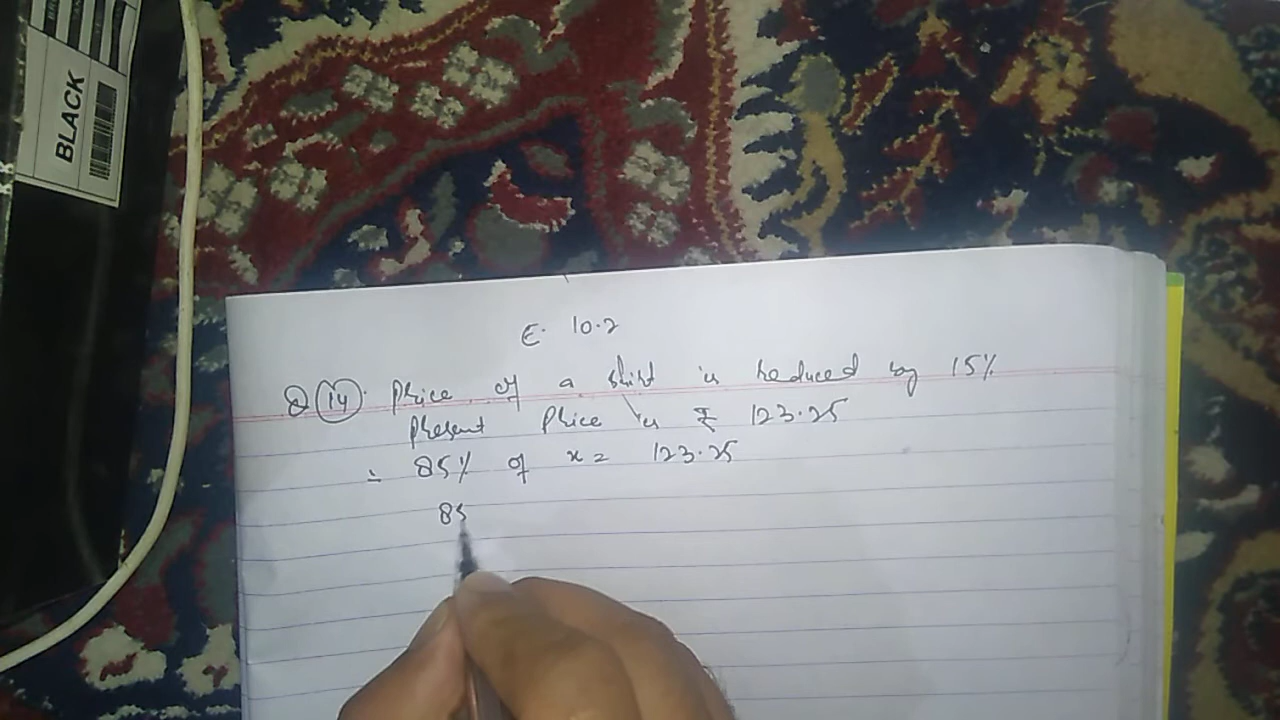 BLACK
E. 10.2
Q 14. Price of a shirt is reduced by 15%
Present Price is ₹ 123.25
∴ 85% of x = 123.25
85